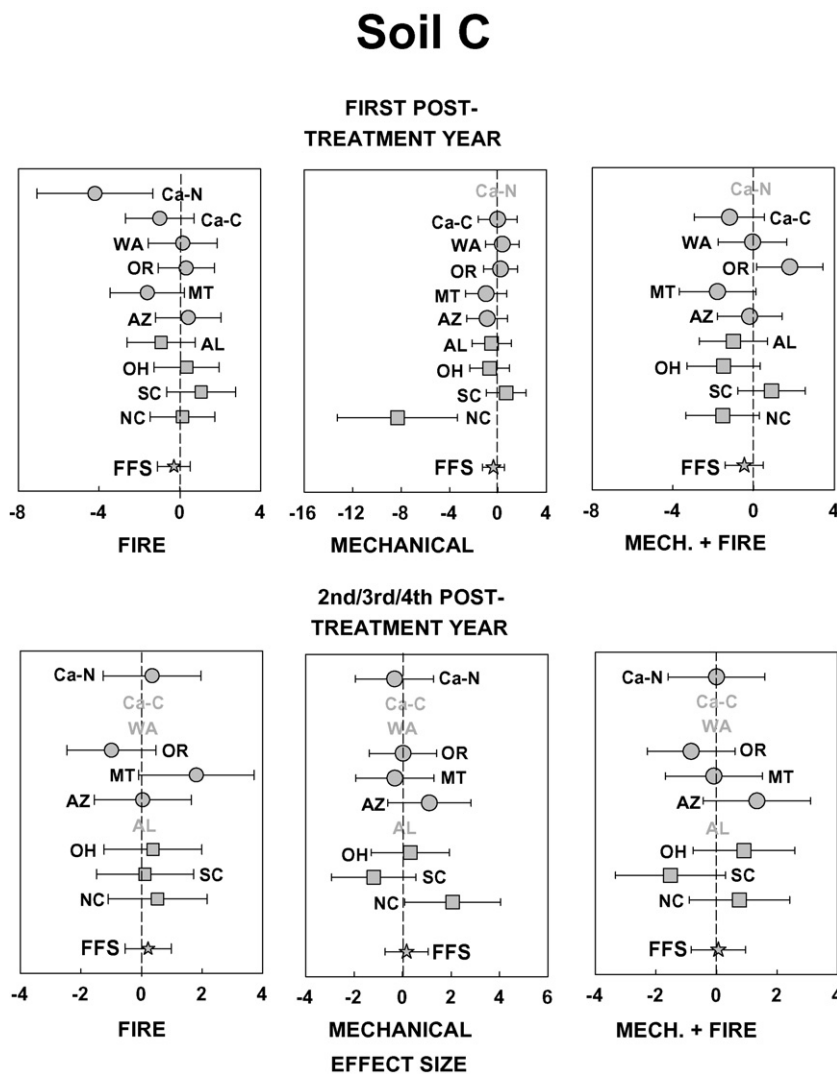 Soil C
FIRST POST-
TREATMENT YEAR
Ca-N
Ca-C
WA
OR
MT
AZ
AL
OH
SC
NC
FFS
-8 -4 0 4
FIRE
Ca-N
Ca-C
WA
OR
MT
AZ
AL
OH
SC
NC
FFS
-16 -12 -8 -4 0 4
MECHANICAL
Ca-N
Ca-C
WA
OR
MT
AZ
AL
OH
SC
NC
FFS
-8 -4 0 4
MECH. + FIRE
2nd/3rd/4th POST-
TREATMENT YEAR
Ca-N
Ca-C
WA
OR
MT
AZ
AL
OH
SC
NC
FFS
-4 -2 0 2 4
FIRE
Ca-N
Ca-C
WA
OR
MT
AZ
AL
OH
SC
NC
FFS
-4 -2 0 2 4 6
MECHANICAL
Ca-N
Ca-C
WA
OR
MT
AZ
AL
OH
SC
NC
FFS
-4 -2 0 2 4
MECH. + FIRE
EFFECT SIZE